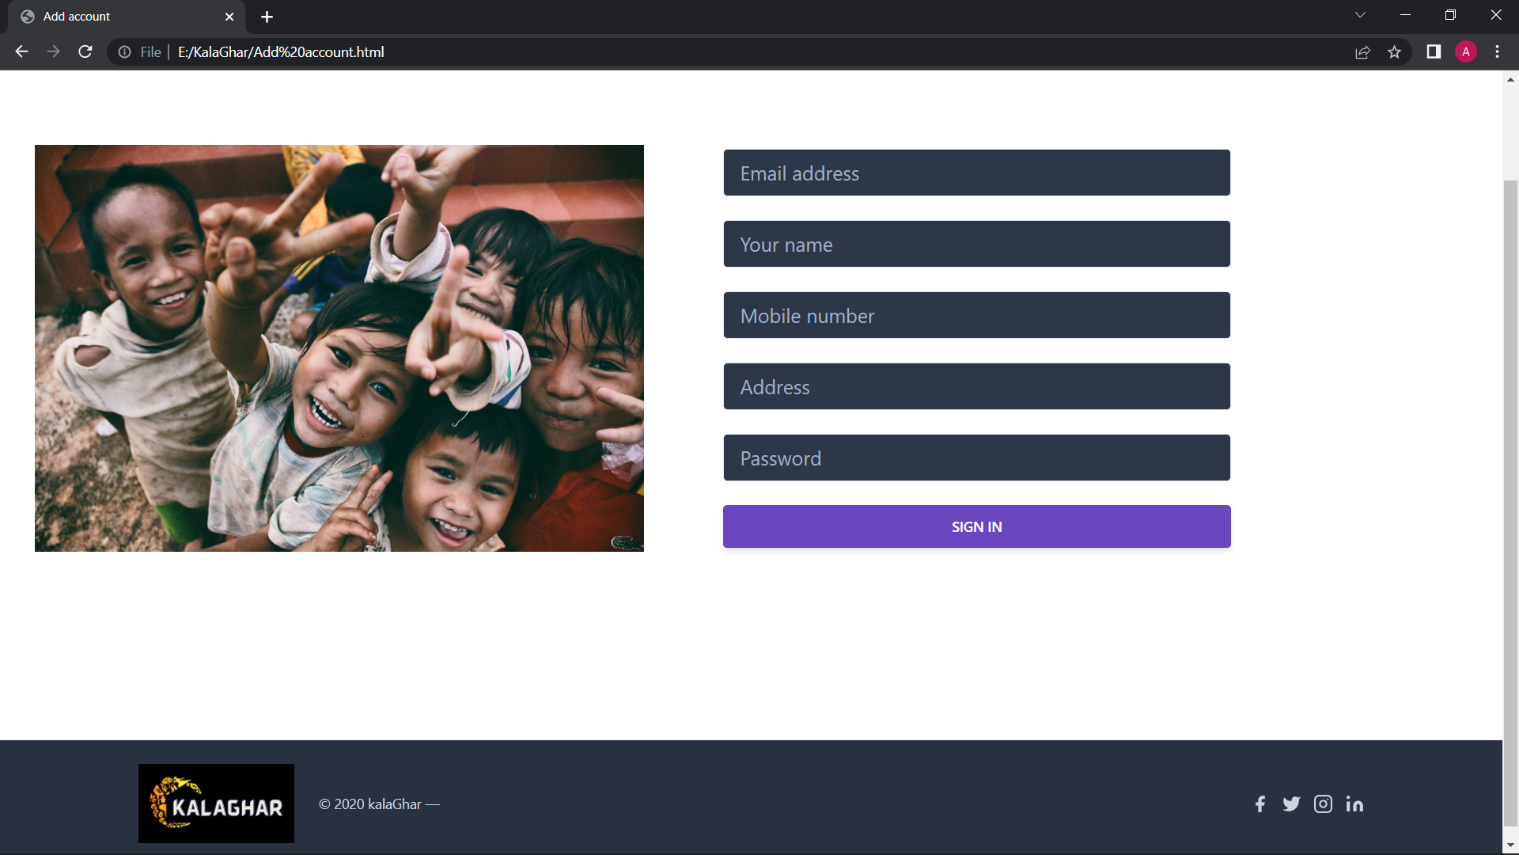 Add account
File
E:/KalaGhar/Add%20account.html
A
Email address
Your name
Mobile number
Address
Password
SIGN IN
KALAGHAR
© 2020 kalaGhar —